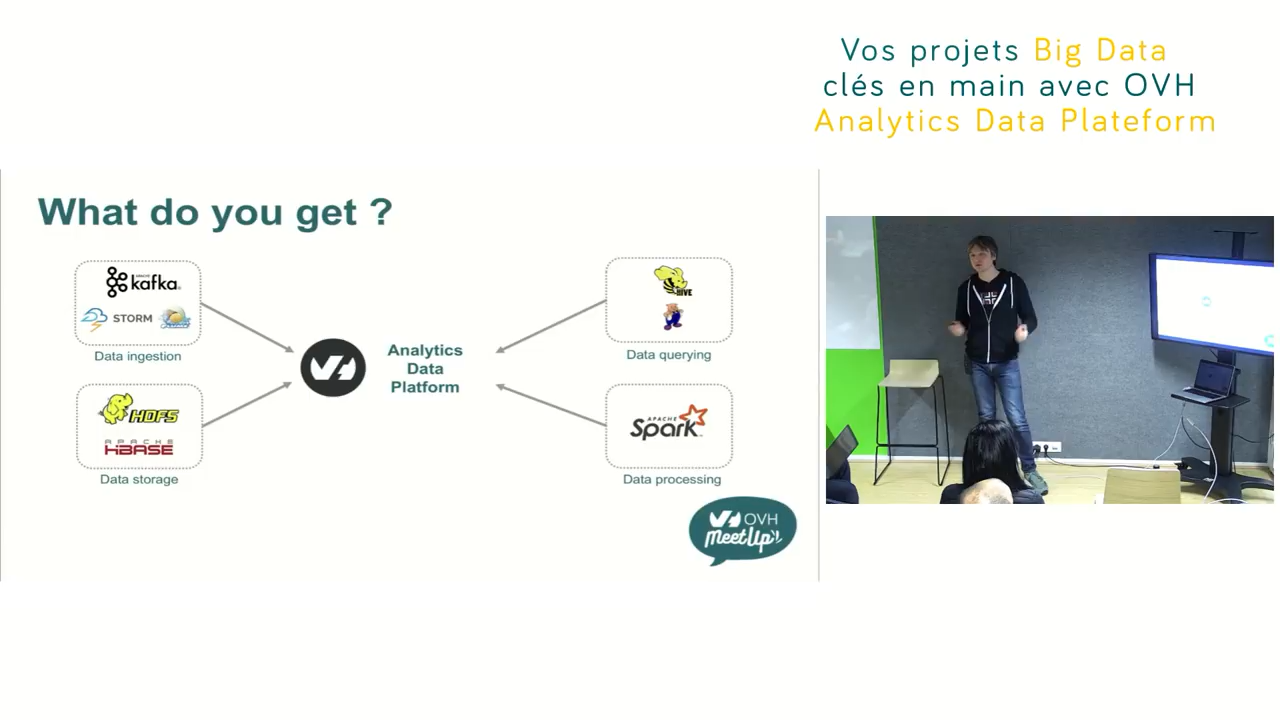 Vos projets Big Data
clés en main avec OVH
Analytics Data Plateform
What do you get ?
APACHE
kafka
STORM
Data ingestion
HDFS
APACHE
HBASE
Data storage
Analytics
Data
Platform
HIVE
Data querying
APACHE
Spark
Data processing
OVH
MeetUp